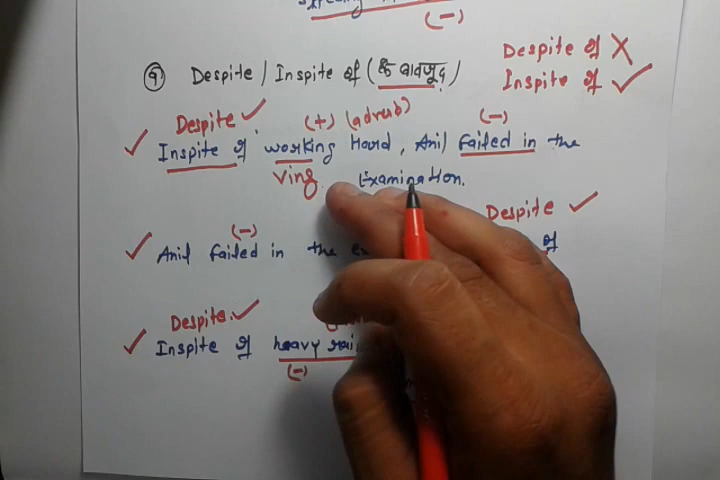 (-)
Despite of ✗
(9) Despite / Inspite of (के बावजूद)
Inspite of ✓
Despite ✓ (+) (adverb) (-)
✓ Inspite of working Hard, Anil failed in the
Ving Examination.
Despite ✓
(-)
✓ Anil failed in the of
Despite ✓
✓ Inspite of heavy
(-)